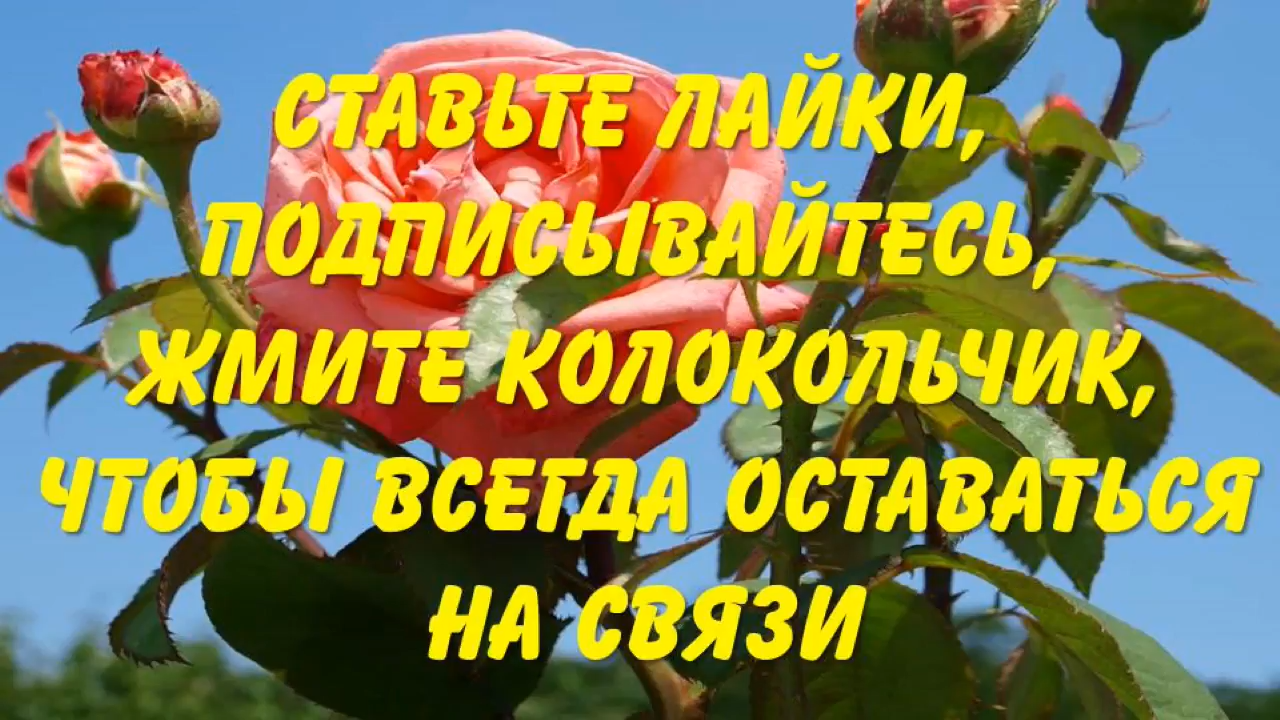 СТАВЬТЕ ЛАЙКИ,
ПОДПИСЫВАЙТЕСЬ,
ЖМИТЕ КОЛОКОЛЬЧИК,
ЧТОБЫ ВСЕГДА ОСТАВАТЬСЯ
НА СВЯЗИ